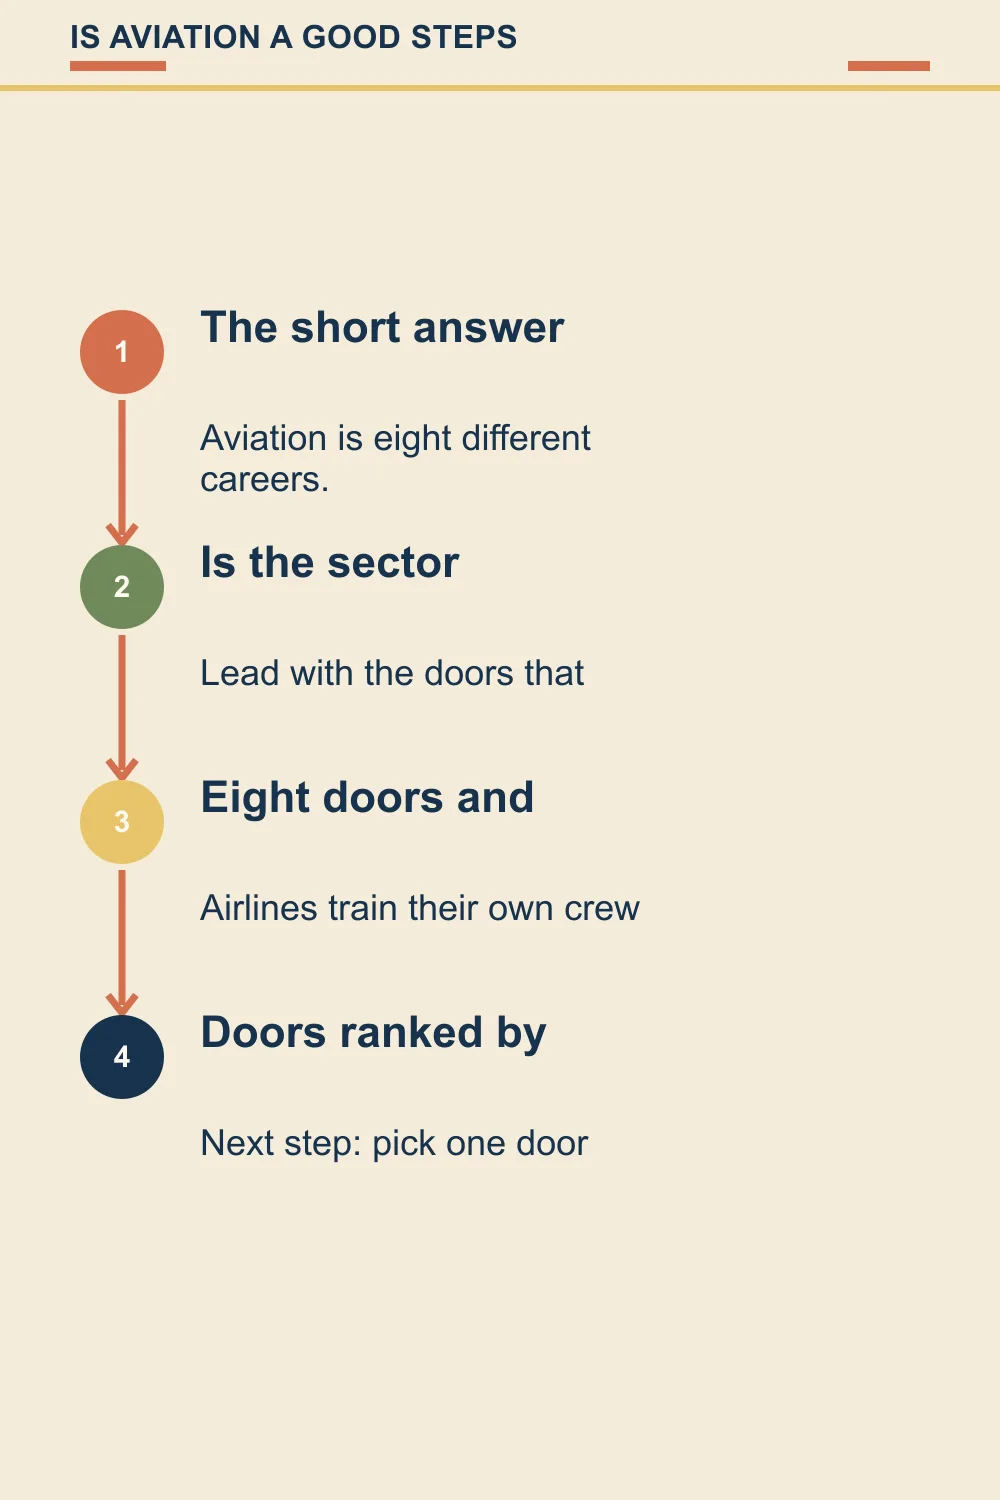 IS AVIATION A GOOD STEPS
1
The short answer
Aviation is eight different
careers.
2
Is the sector
Lead with the doors that
3
Eight doors and
Airlines train their own crew
4
Doors ranked by
Next step: pick one door